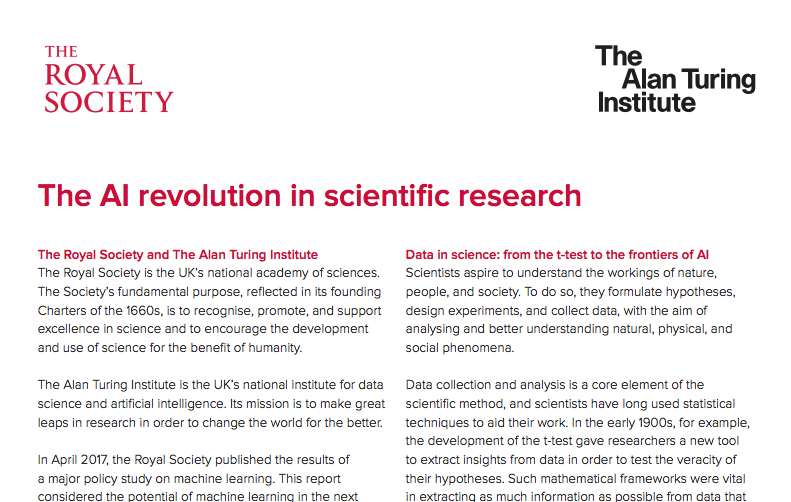 THE
ROYAL
SOCIETY
The
Alan Turing
Institute
The AI revolution in scientific research
The Royal Society and The Alan Turing Institute
The Royal Society is the UK's national academy of sciences.
The Society's fundamental purpose, reflected in its founding
Charters of the 1660s, is to recognise, promote, and support
excellence in science and to encourage the development
and use of science for the benefit of humanity.
The Alan Turing Institute is the UK's national institute for data
science and artificial intelligence. Its mission is to make great
leaps in research in order to change the world for the better.
In April 2017, the Royal Society published the results of
a major policy study on machine learning. This report
considered the potential of machine learning in the next
Data in science: from the t-test to the frontiers of AI
Scientists aspire to understand the workings of nature,
people, and society. To do so, they formulate hypotheses,
design experiments, and collect data, with the aim of
analysing and better understanding natural, physical, and
social phenomena.
Data collection and analysis is a core element of the
scientific method, and scientists have long used statistical
techniques to aid their work. In the early 1900s, for example,
the development of the t-test gave researchers a new tool
to extract insights from data in order to test the veracity of
their hypotheses. Such mathematical frameworks were vital
in extracting as much information as possible from data that